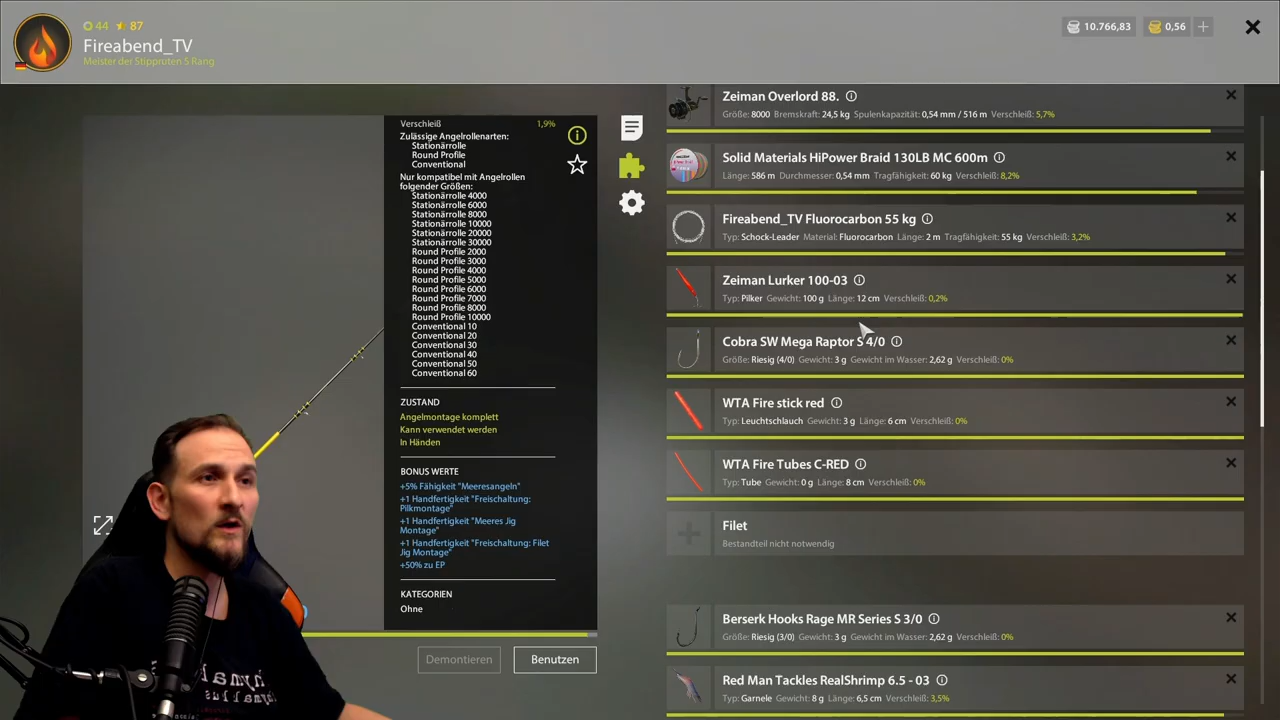 44 87
Fireabend_TV
Meister der Stippruten S Rang
10.766,83
0,56
Verschleiß 1,9%
Zulässige Angelrollenarten:
Stationärrolle
Round Profile
Conventional
Nur kompatibel mit Angelrollen
folgender Größen:
Stationärrolle 4000
Stationärrolle 6000
Stationärrolle 8000
Stationärrolle 10000
Stationärrolle 20000
Stationärrolle 30000
Round Profile 2000
Round Profile 3000
Round Profile 4000
Round Profile 5000
Round Profile 6000
Round Profile 7000
Round Profile 8000
Round Profile 10000
Conventional 10
Conventional 20
Conventional 30
Conventional 40
Conventional 50
Conventional 60
ZUSTAND
Angelmontage komplett
Kann verwendet werden
In Händen
BONUS WERTE
+5% Fähigkeit "Meeresangeln"
+1 Handfertigkeit "Freischaltung:
Pilkmontage"
+1 Handfertigkeit "Meeres Jig
Montage"
+1 Handfertigkeit "Freischaltung: Filet
Jig Montage"
+50% zu EP
KATEGORIEN
Ohne
Demontieren
Benutzen
Zeiman Overlord 88.
Größe: 8000 Bremskraft: 24,5 kg Spulenkapazität: 0,54 mm / 516 m Verschleiß: 5,7%
Solid Materials HiPower Braid 130LB MC 600m
Länge: 586 m Durchmesser: 0,54 mm Tragfähigkeit: 60 kg Verschleiß: 8,2%
Fireabend_TV Fluorocarbon 55 kg
Typ: Schock-Leader Material: Fluorocarbon Länge: 2 m Tragfähigkeit: 55 kg Verschleiß: 3,2%
Zeiman Lurker 100-03
Typ: Pilker Gewicht: 100 g Länge: 12 cm Verschleiß: 0,2%
Cobra SW Mega Raptor S 4/0
Größe: Riesig (4/0) Gewicht: 3 g Gewicht im Wasser: 2,62 g Verschleiß: 0%
WTA Fire stick red
Typ: Leuchtschlauch Gewicht: 3 g Länge: 6 cm Verschleiß: 0%
WTA Fire Tubes C-RED
Typ: Tube Gewicht: 0 g Länge: 8 cm Verschleiß: 0%
Filet
Bestandteil nicht notwendig
Berserk Hooks Rage MR Series S 3/0
Größe: Riesig (3/0) Gewicht: 3 g Gewicht im Wasser: 2,62 g Verschleiß: 0%
Red Man Tackles RealShrimp 6.5 - 03
Typ: Garnele Gewicht: 8 g Länge: 6,5 cm Verschleiß: 3,5%